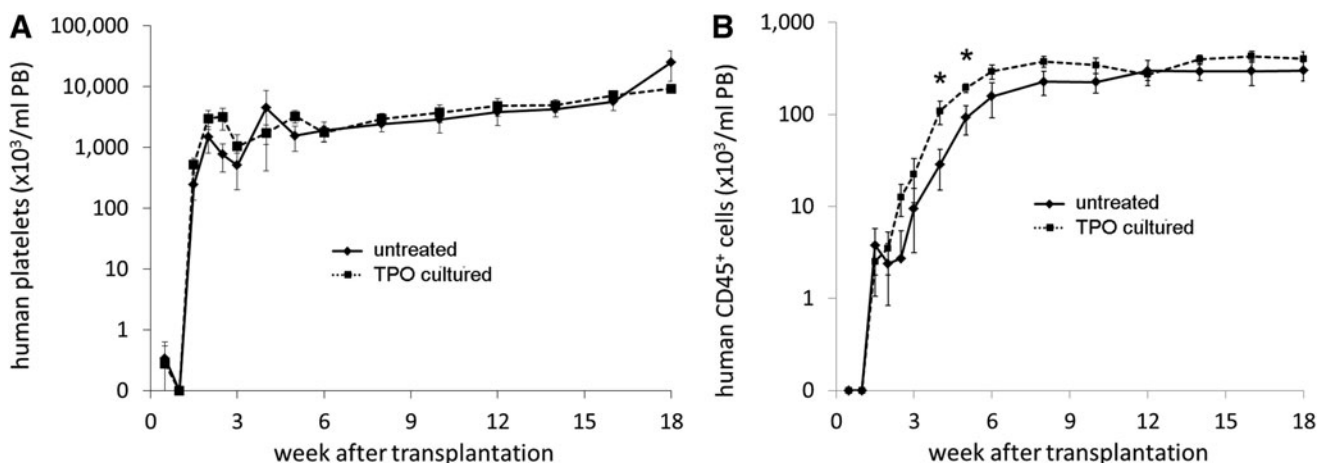 A
human platelets (x10³/ml PB)
100,000
10,000
1,000
100
10
1
0
0 3 6 9 12 15 18
week after transplantation
untreated
TPO cultured
B
human CD45⁺ cells (x10³/ml PB)
1,000
100
10
1
0
0 3 6 9 12 15 18
week after transplantation
* *
untreated
TPO cultured